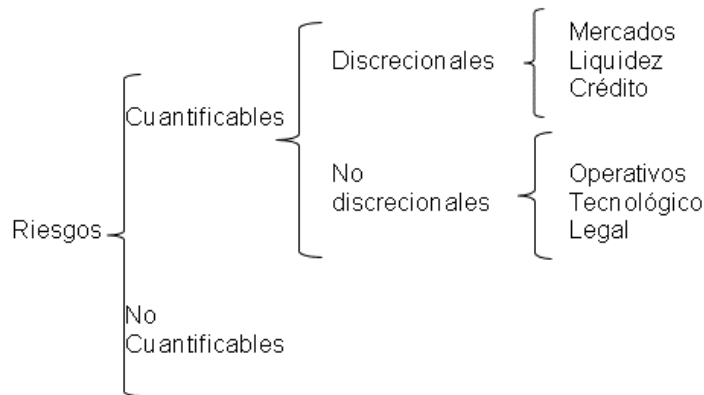 Riesgos
Cuantificables
Discrecionales
Mercados
Liquidez
Crédito
No
discrecionales
Operativos
Tecnológico
Legal
No
Cuantificables